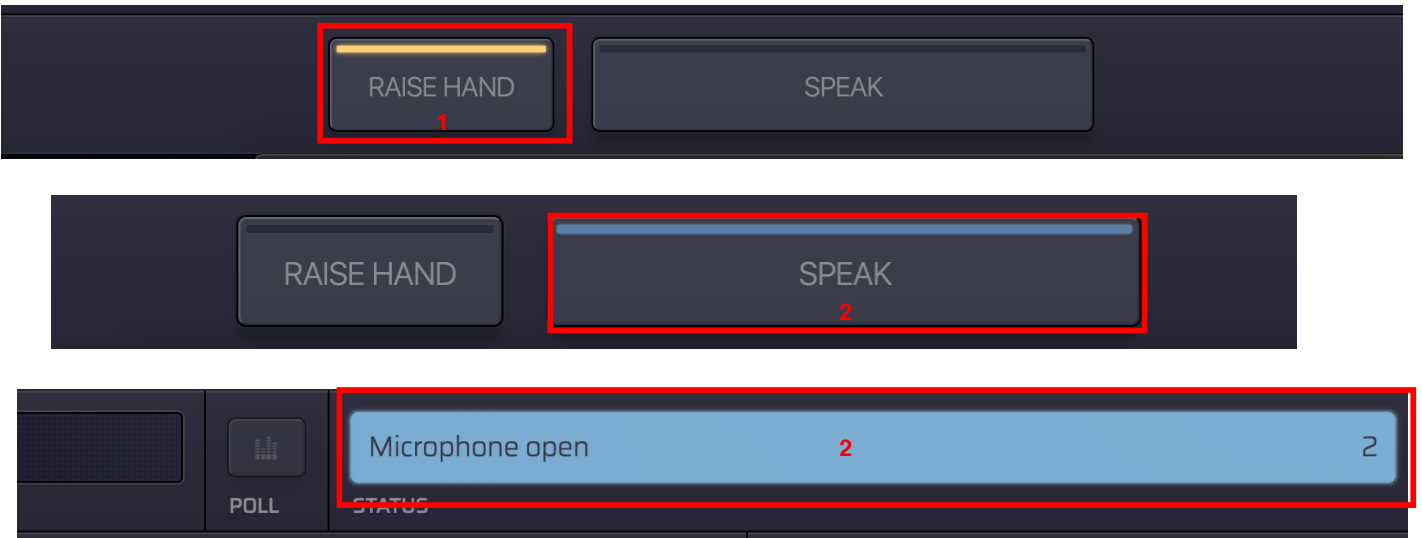 RAISE HAND
SPEAK
1
RAISE HAND
SPEAK
2
Microphone open
2
2
POLL
STATUS